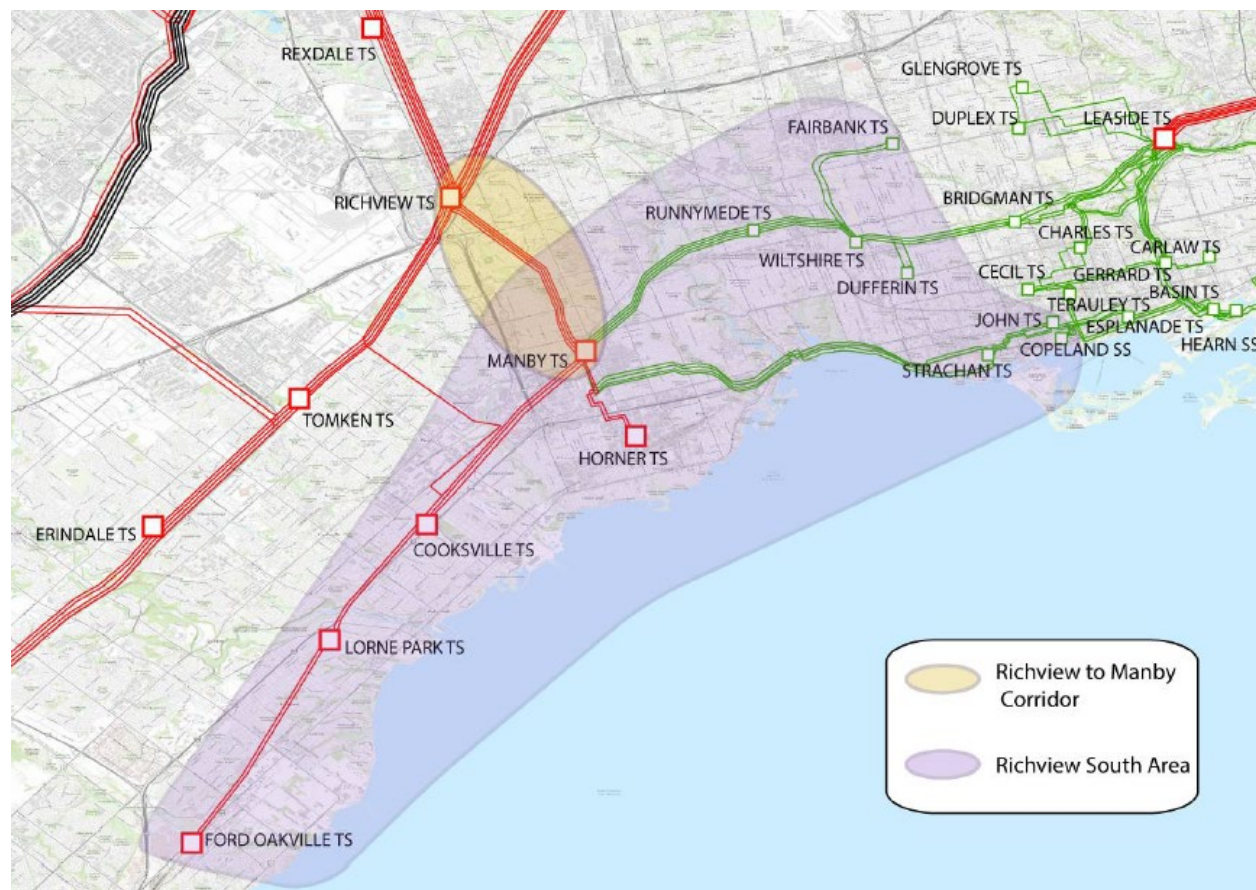 REXDALE TS
GLENGROVE TS
DUPLEX TS
LEASIDE TS
FAIRBANK TS
RICHVIEW TS
BRIDGMAN TS
RUNNYMEDE TS
CHARLES TS
WILTSHIRE TS
CARLAW TS
CECIL TS
GERRARD TS
DUFFERIN TS
BASIN TS
TERAULEY TS
JOHN TS
ESPLANADE TS
HEARN SS
COPELAND SS
MANBY TS
STRACHAN TS
TOMKEN TS
HORNER TS
ERINDALE TS
COOKSVILLE TS
LORNE PARK TS
Richview to Manby
Corridor
Richview South Area
FORD OAKVILLE TS